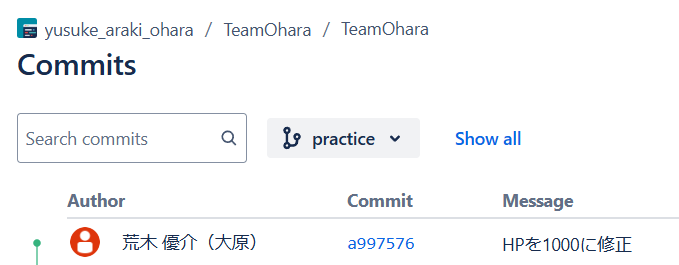 yusuke_araki_ohara / TeamOhara / TeamOhara
Commits
Search commits practice Show all
Author Commit Message
荒木 優介（大原） a997576 HPを1000に修正